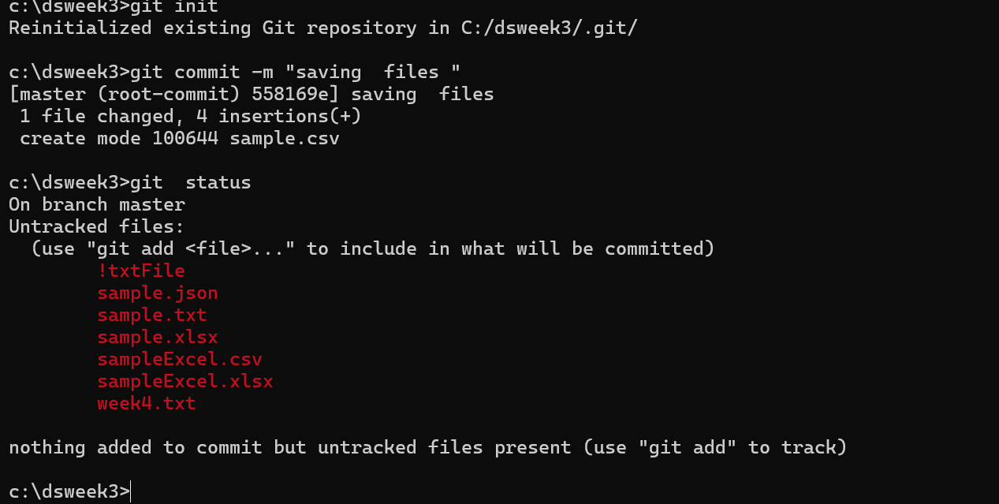 c:\dsweek3>git init
Reinitialized existing Git repository in C:/dsweek3/.git/
c:\dsweek3>git commit -m "saving  files "
[master (root-commit) 558169e] saving  files
 1 file changed, 4 insertions(+)
 create mode 100644 sample.csv
c:\dsweek3>git  status
On branch master
Untracked files:
  (use "git add <file>..." to include in what will be committed)
        !txtFile
        sample.json
        sample.txt
        sample.xlsx
        sampleExcel.csv
        sampleExcel.xlsx
        week4.txt
nothing added to commit but untracked files present (use "git add" to track)
c:\dsweek3>